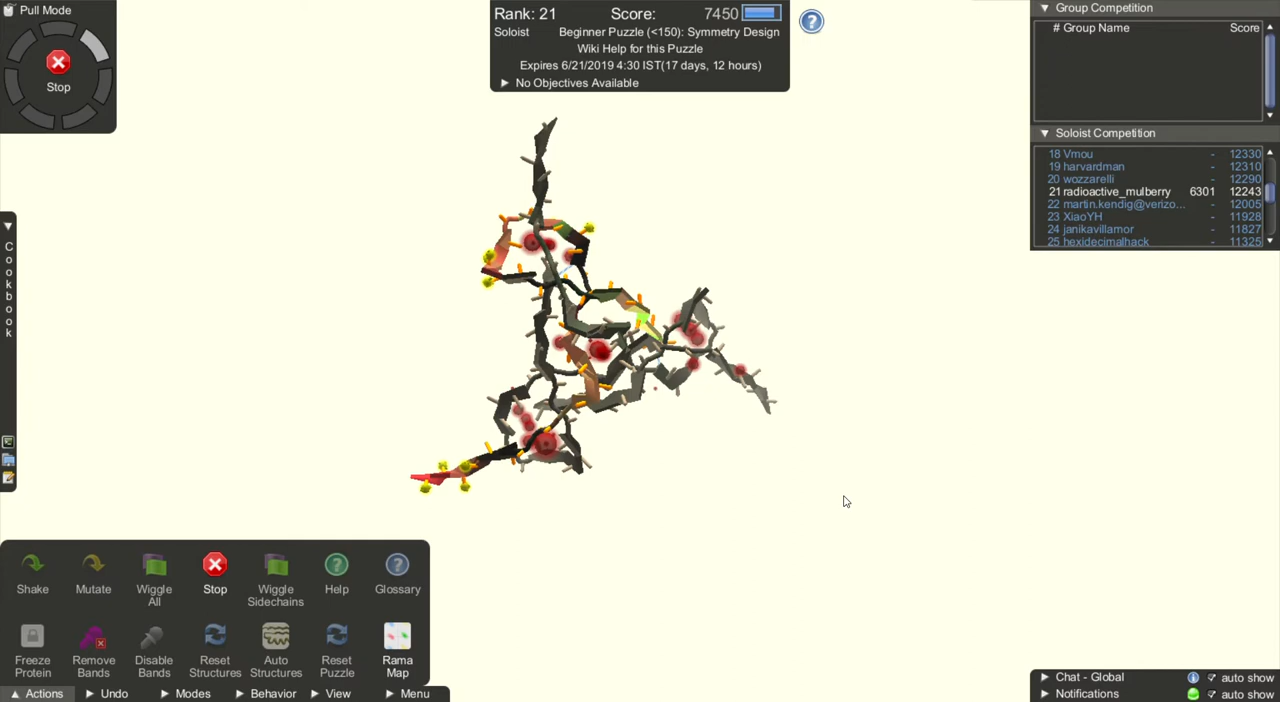 Pull Mode
Stop
Rank: 21 Score: 7450
Soloist Beginner Puzzle (<150): Symmetry Design
Wiki Help for this Puzzle
Expires 6/21/2019 4:30 IST(17 days, 12 hours)
No Objectives Available
Group Competition
# Group Name Score
Soloist Competition
18 Vmou - 12330
19 harvardman - 12310
20 wozzarelli - 12290
21 radioactive_mulberry 6301 12243
22 martin.kendig@verizo... - 12005
23 XiaoYH - 11928
24 janikavillamor - 11827
25 hexidecimalhack - 11325
Cookbook
Shake Mutate Wiggle All Stop Wiggle Sidechains Help Glossary
Freeze Protein Remove Bands Disable Bands Reset Structures Auto Structures Reset Puzzle Rama Map
Actions Undo Modes Behavior View Menu
Chat - Global auto show
Notifications auto show